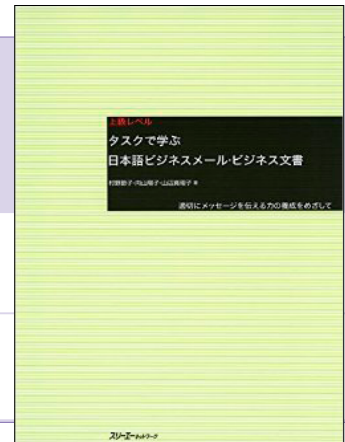 上級レベル
タスクで学ぶ
日本語ビジネスメール・ビジネス文書
村野節子・向山陽子・山辺真理子 著
適切にメッセージを伝える力の養成をめざして
スリーエーネットワーク